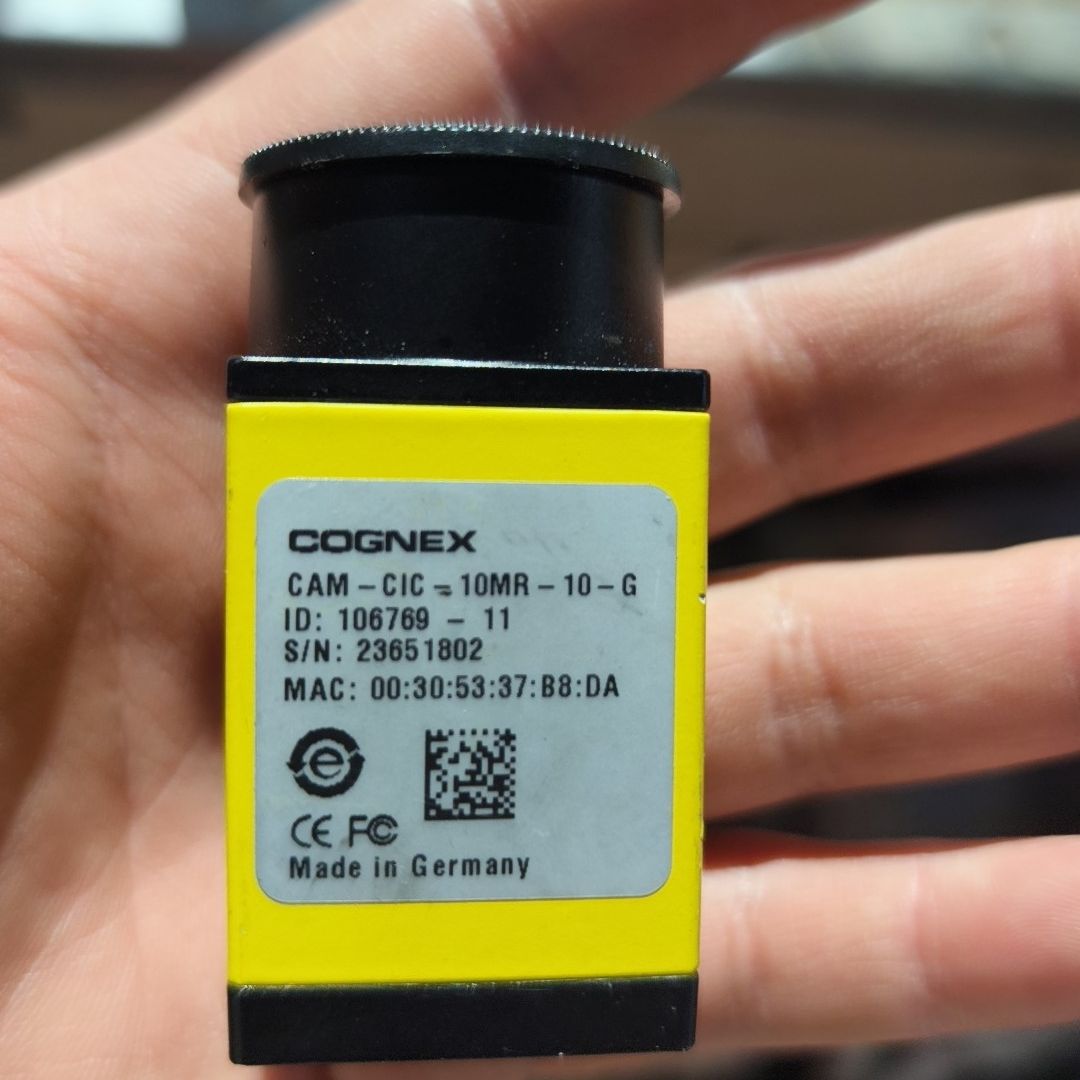 COGNEX
CAM-CIC-10MR-10-G
ID: 106769 - 11
S/N: 23651802
MAC: 00:30:53:37:B8:DA
e
CE FC
Made in Germany